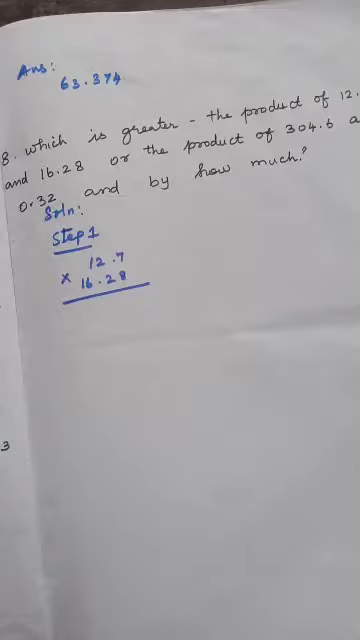 Ans:
63.374
8. which is greater - the product of 12.
and 16.28 or the product of 304.6 a
0.32 and by how much?
Soln:
Step 1
12.7
× 16.28
3